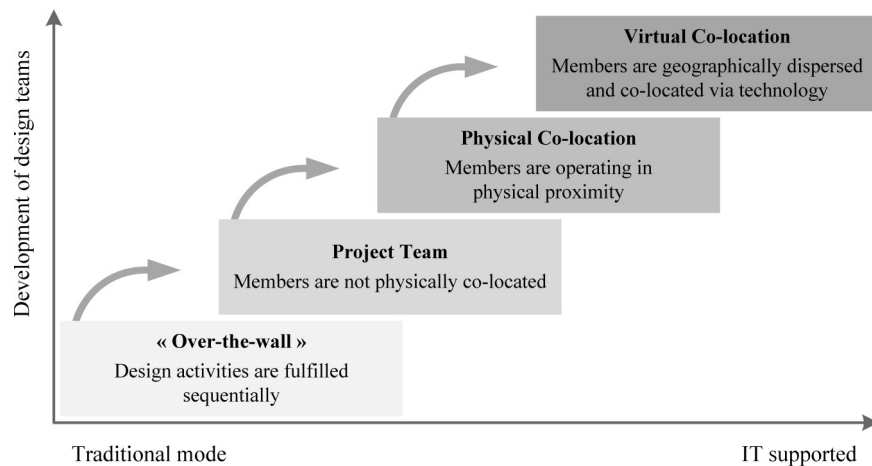 Virtual Co-location
Members are geographically dispersed
and co-located via technology
Physical Co-location
Members are operating in
physical proximity
Project Team
Members are not physically co-located
« Over-the-wall »
Design activities are fulfilled
sequentially
Development of design teams
Traditional mode
IT supported